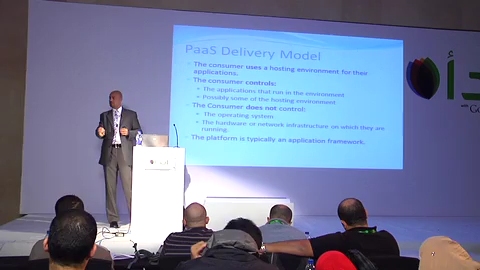 PaaS Delivery Model
The consumer uses a hosting environment for their
applications.
The consumer controls:
The applications that run in the environment
Possibly some of the hosting environment
The Consumer does not control:
The operating system
The hardware or network infrastructure on which they are
running.
The platform is typically an application framework.